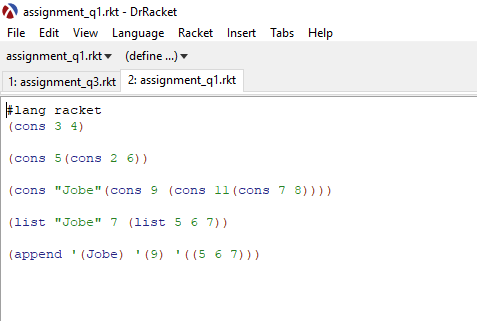 assignment_q1.rkt - DrRacket
File Edit View Language Racket Insert Tabs Help
assignment_q1.rkt▼ (define ...)▼
1: assignment_q3.rkt 2: assignment_q1.rkt
#lang racket
(cons 3 4)
(cons 5(cons 2 6))
(cons "Jobe"(cons 9 (cons 11(cons 7 8))))
(list "Jobe" 7 (list 5 6 7))
(append '(Jobe) '(9) '((5 6 7)))